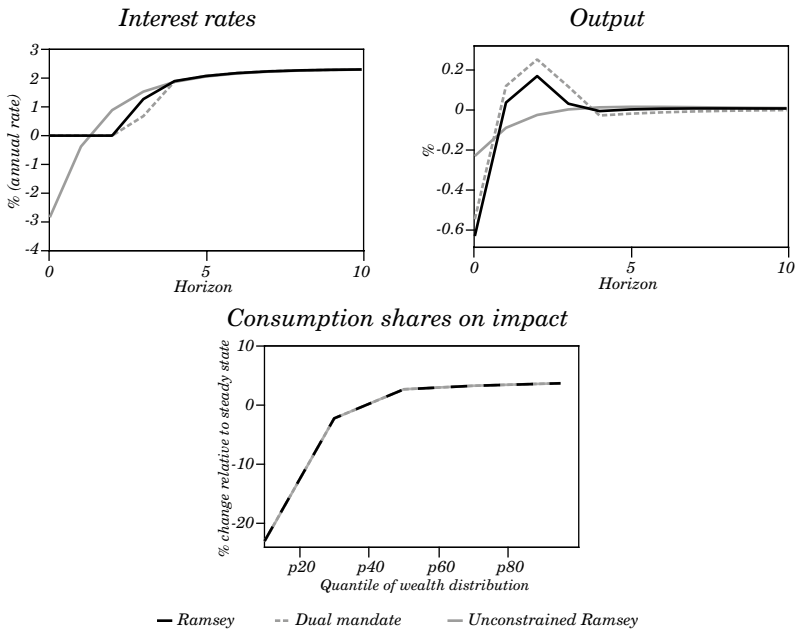 Interest rates
3
2
1
0
-1
-2
-3
-4
% (annual rate)
0
5
10
Horizon
Output
0.2
0
-0.2
-0.4
-0.6
%
0
5
10
Horizon
Consumption shares on impact
10
0
-10
-20
% change relative to steady state
p20
p40
p60
p80
Quantile of wealth distribution
Ramsey
Dual mandate
Unconstrained Ramsey